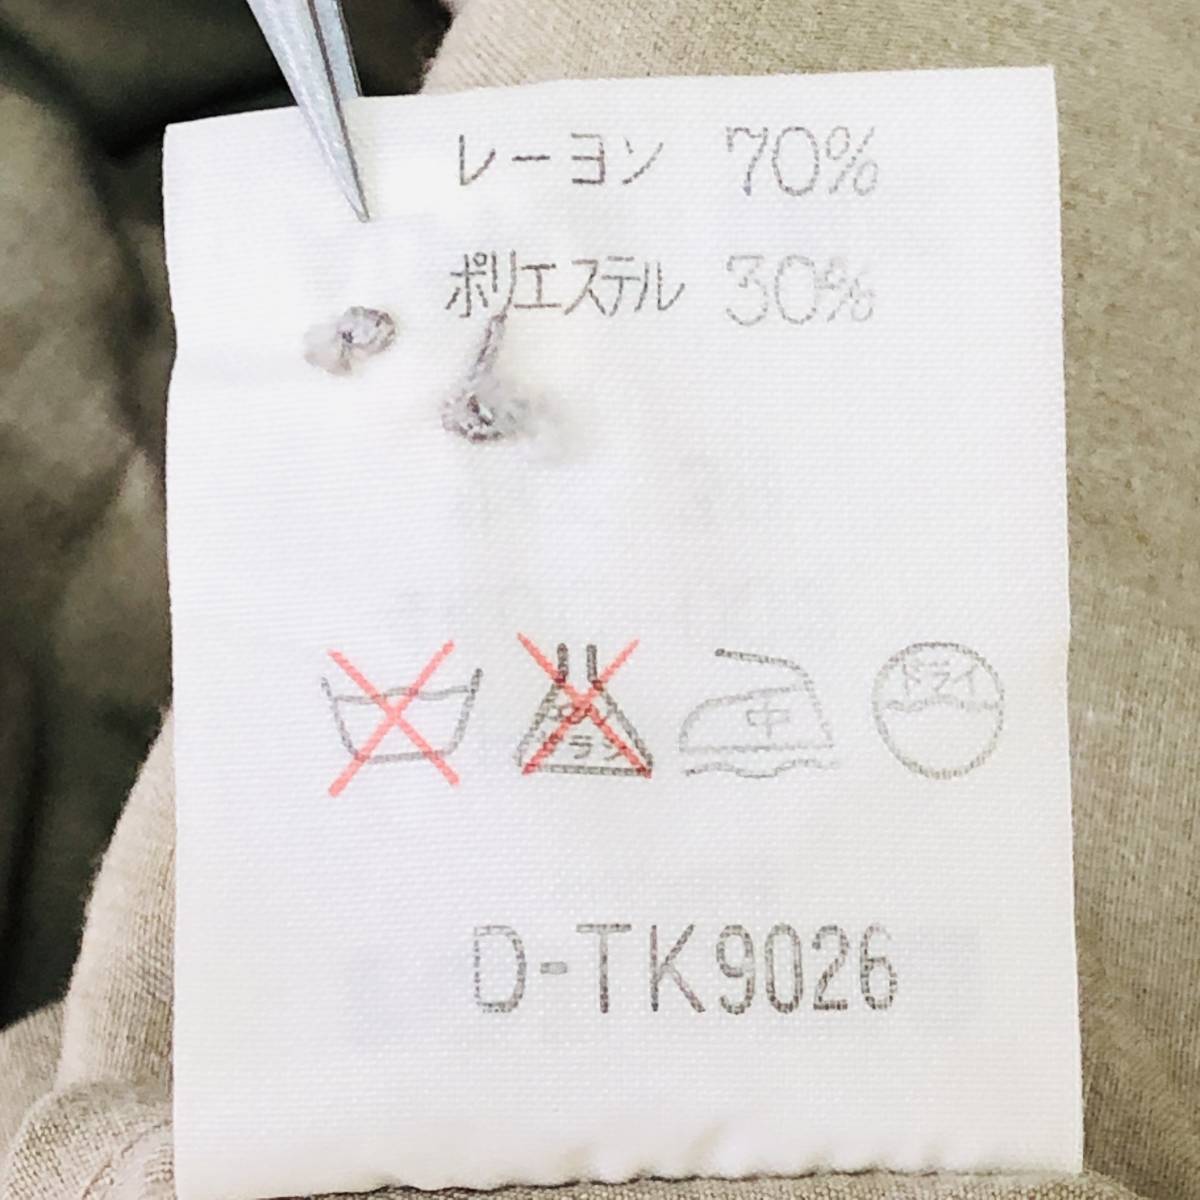 レーヨン 70%
ポリエステル 30%
中 ドライ
D-TK9026